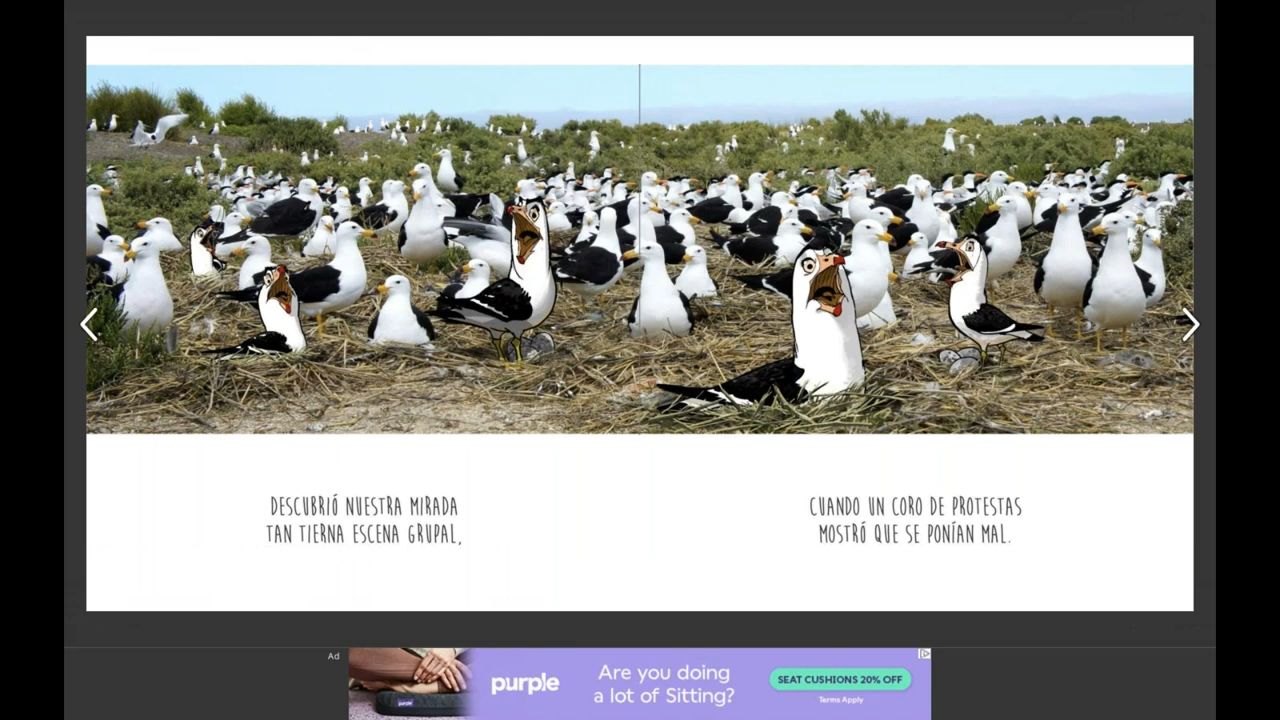 DESCUBRIÓ NUESTRA MIRADA
TAN TIERNA ESCENA GRUPAL,
CUANDO UN CORO DE PROTESTAS
MOSTRÓ QUE SE PONÍAN MAL.
Ad
purple
Are you doing
a lot of Sitting?
SEAT CUSHIONS 20% OFF
Terms Apply
purple